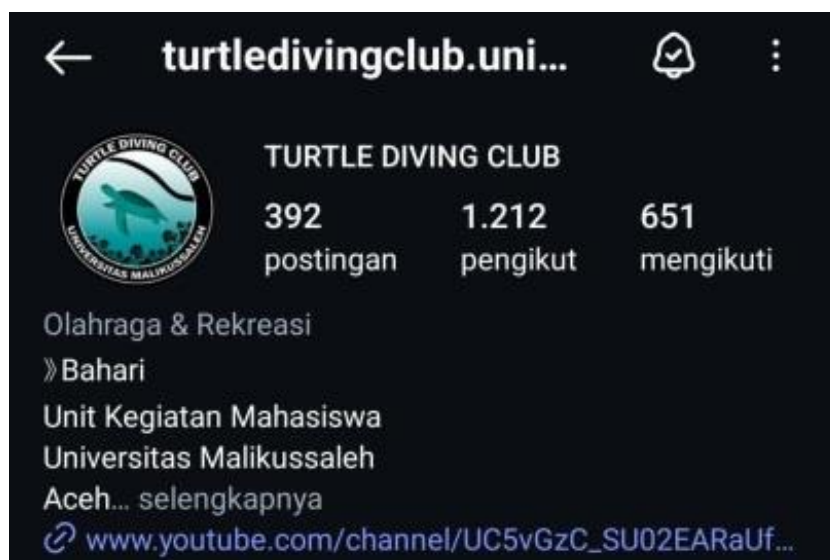 turtledivingclub.uni...
TURTLE DIVING CLUB
UNIVERSITAS MALIKUSSALEH
TURTLE DIVING CLUB
392 1.212 651
postingan pengikut mengikuti
Olahraga & Rekreasi
》Bahari
Unit Kegiatan Mahasiswa
Universitas Malikussaleh
Aceh... selengkapnya
www.youtube.com/channel/UC5vGzC_SU02EARaUf...